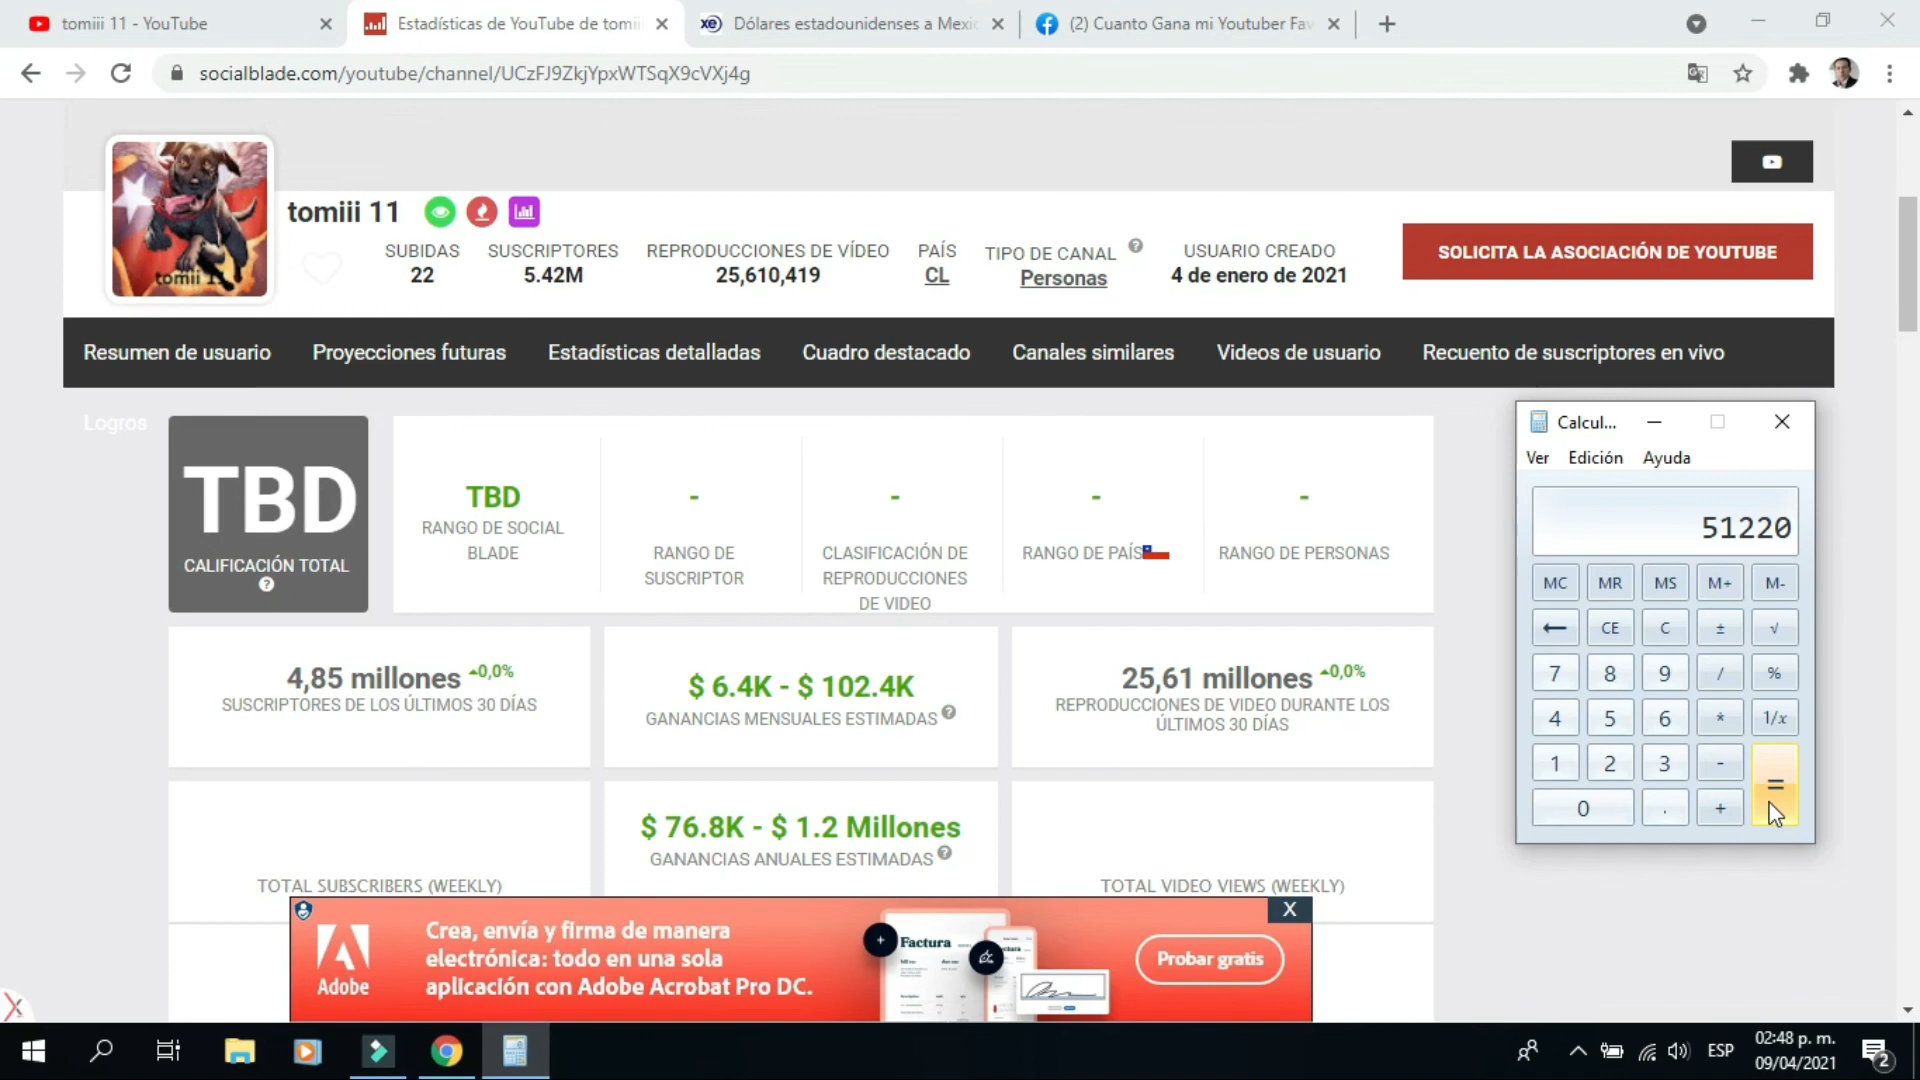 tomiii 11 - YouTube
Estadísticas de YouTube de tomii
Dólares estadounidenses a Mexic
(2) Cuanto Gana mi Youtuber Fav
socialblade.com/youtube/channel/UCzFJ9ZkjYpxWTSqX9cVXj4g
tomii 11
tomiii 11
SUBIDAS
22
SUSCRIPTORES
5.42M
REPRODUCCIONES DE VÍDEO
25,610,419
PAÍS
CL
TIPO DE CANAL
Personas
USUARIO CREADO
4 de enero de 2021
SOLICITA LA ASOCIACIÓN DE YOUTUBE
Resumen de usuario
Proyecciones futuras
Estadísticas detalladas
Cuadro destacado
Canales similares
Videos de usuario
Recuento de suscriptores en vivo
Logros
TBD
CALIFICACIÓN TOTAL
TBD
RANGO DE SOCIAL
BLADE
-
RANGO DE
SUSCRIPTOR
-
CLASIFICACIÓN DE
REPRODUCCIONES
DE VIDEO
-
RANGO DE PAÍS
-
RANGO DE PERSONAS
4,85 millones 0,0%
SUSCRIPTORES DE LOS ÚLTIMOS 30 DÍAS
$ 6.4K - $ 102.4K
GANANCIAS MENSUALES ESTIMADAS
25,61 millones 0,0%
REPRODUCCIONES DE VIDEO DURANTE LOS
ÚLTIMOS 30 DÍAS
$ 76.8K - $ 1.2 Millones
GANANCIAS ANUALES ESTIMADAS
TOTAL SUBSCRIBERS (WEEKLY)
TOTAL VIDEO VIEWS (WEEKLY)
Calcul...
Ver Edición Ayuda
51220
MC MR MS M+ M-
CE C ± √
7 8 9 / %
4 5 6 * 1/x
1 2 3 - =
0 . +
X
Adobe
Crea, envía y firma de manera
electrónica: todo en una sola
aplicación con Adobe Acrobat Pro DC.
Factura
Probar gratis
ESP
02:48 p. m.
09/04/2021
2